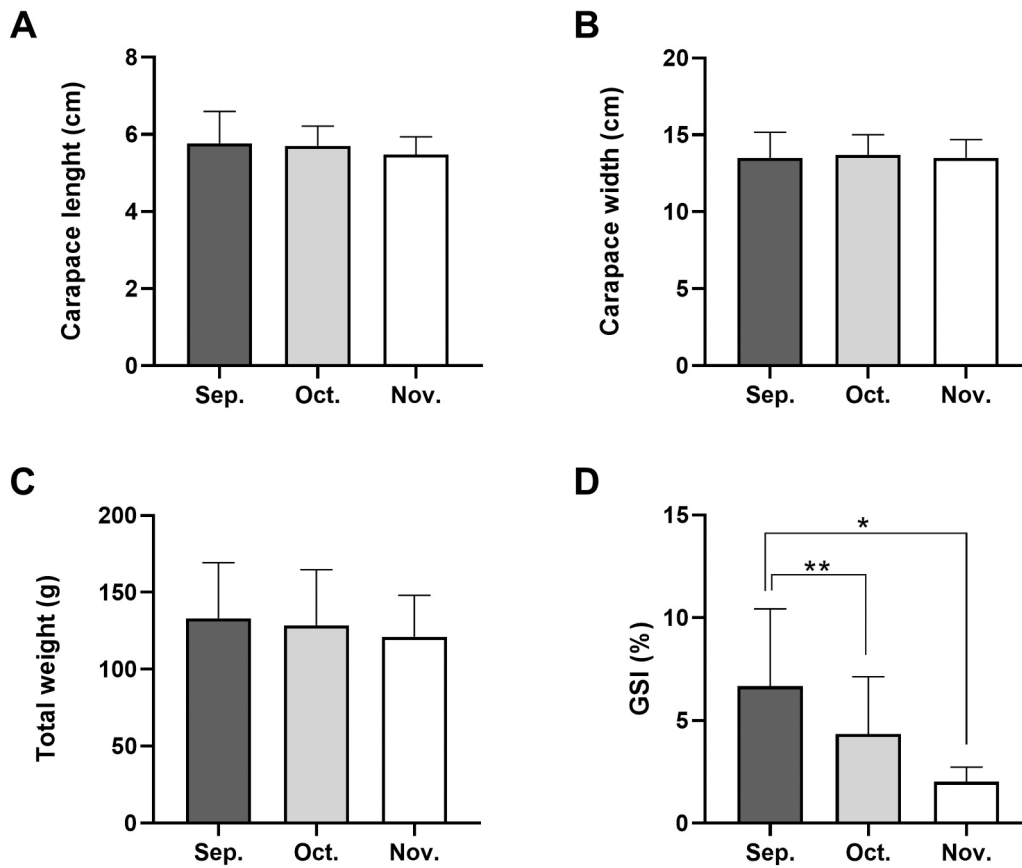 A
Carapace lenght (cm)
8
6
4
2
0
Sep. Oct. Nov.
B
Carapace width (cm)
20
15
10
5
0
Sep. Oct. Nov.
C
Total weight (g)
200
150
100
50
0
Sep. Oct. Nov.
D
GSI (%)
15
10
5
0
*
**
Sep. Oct. Nov.